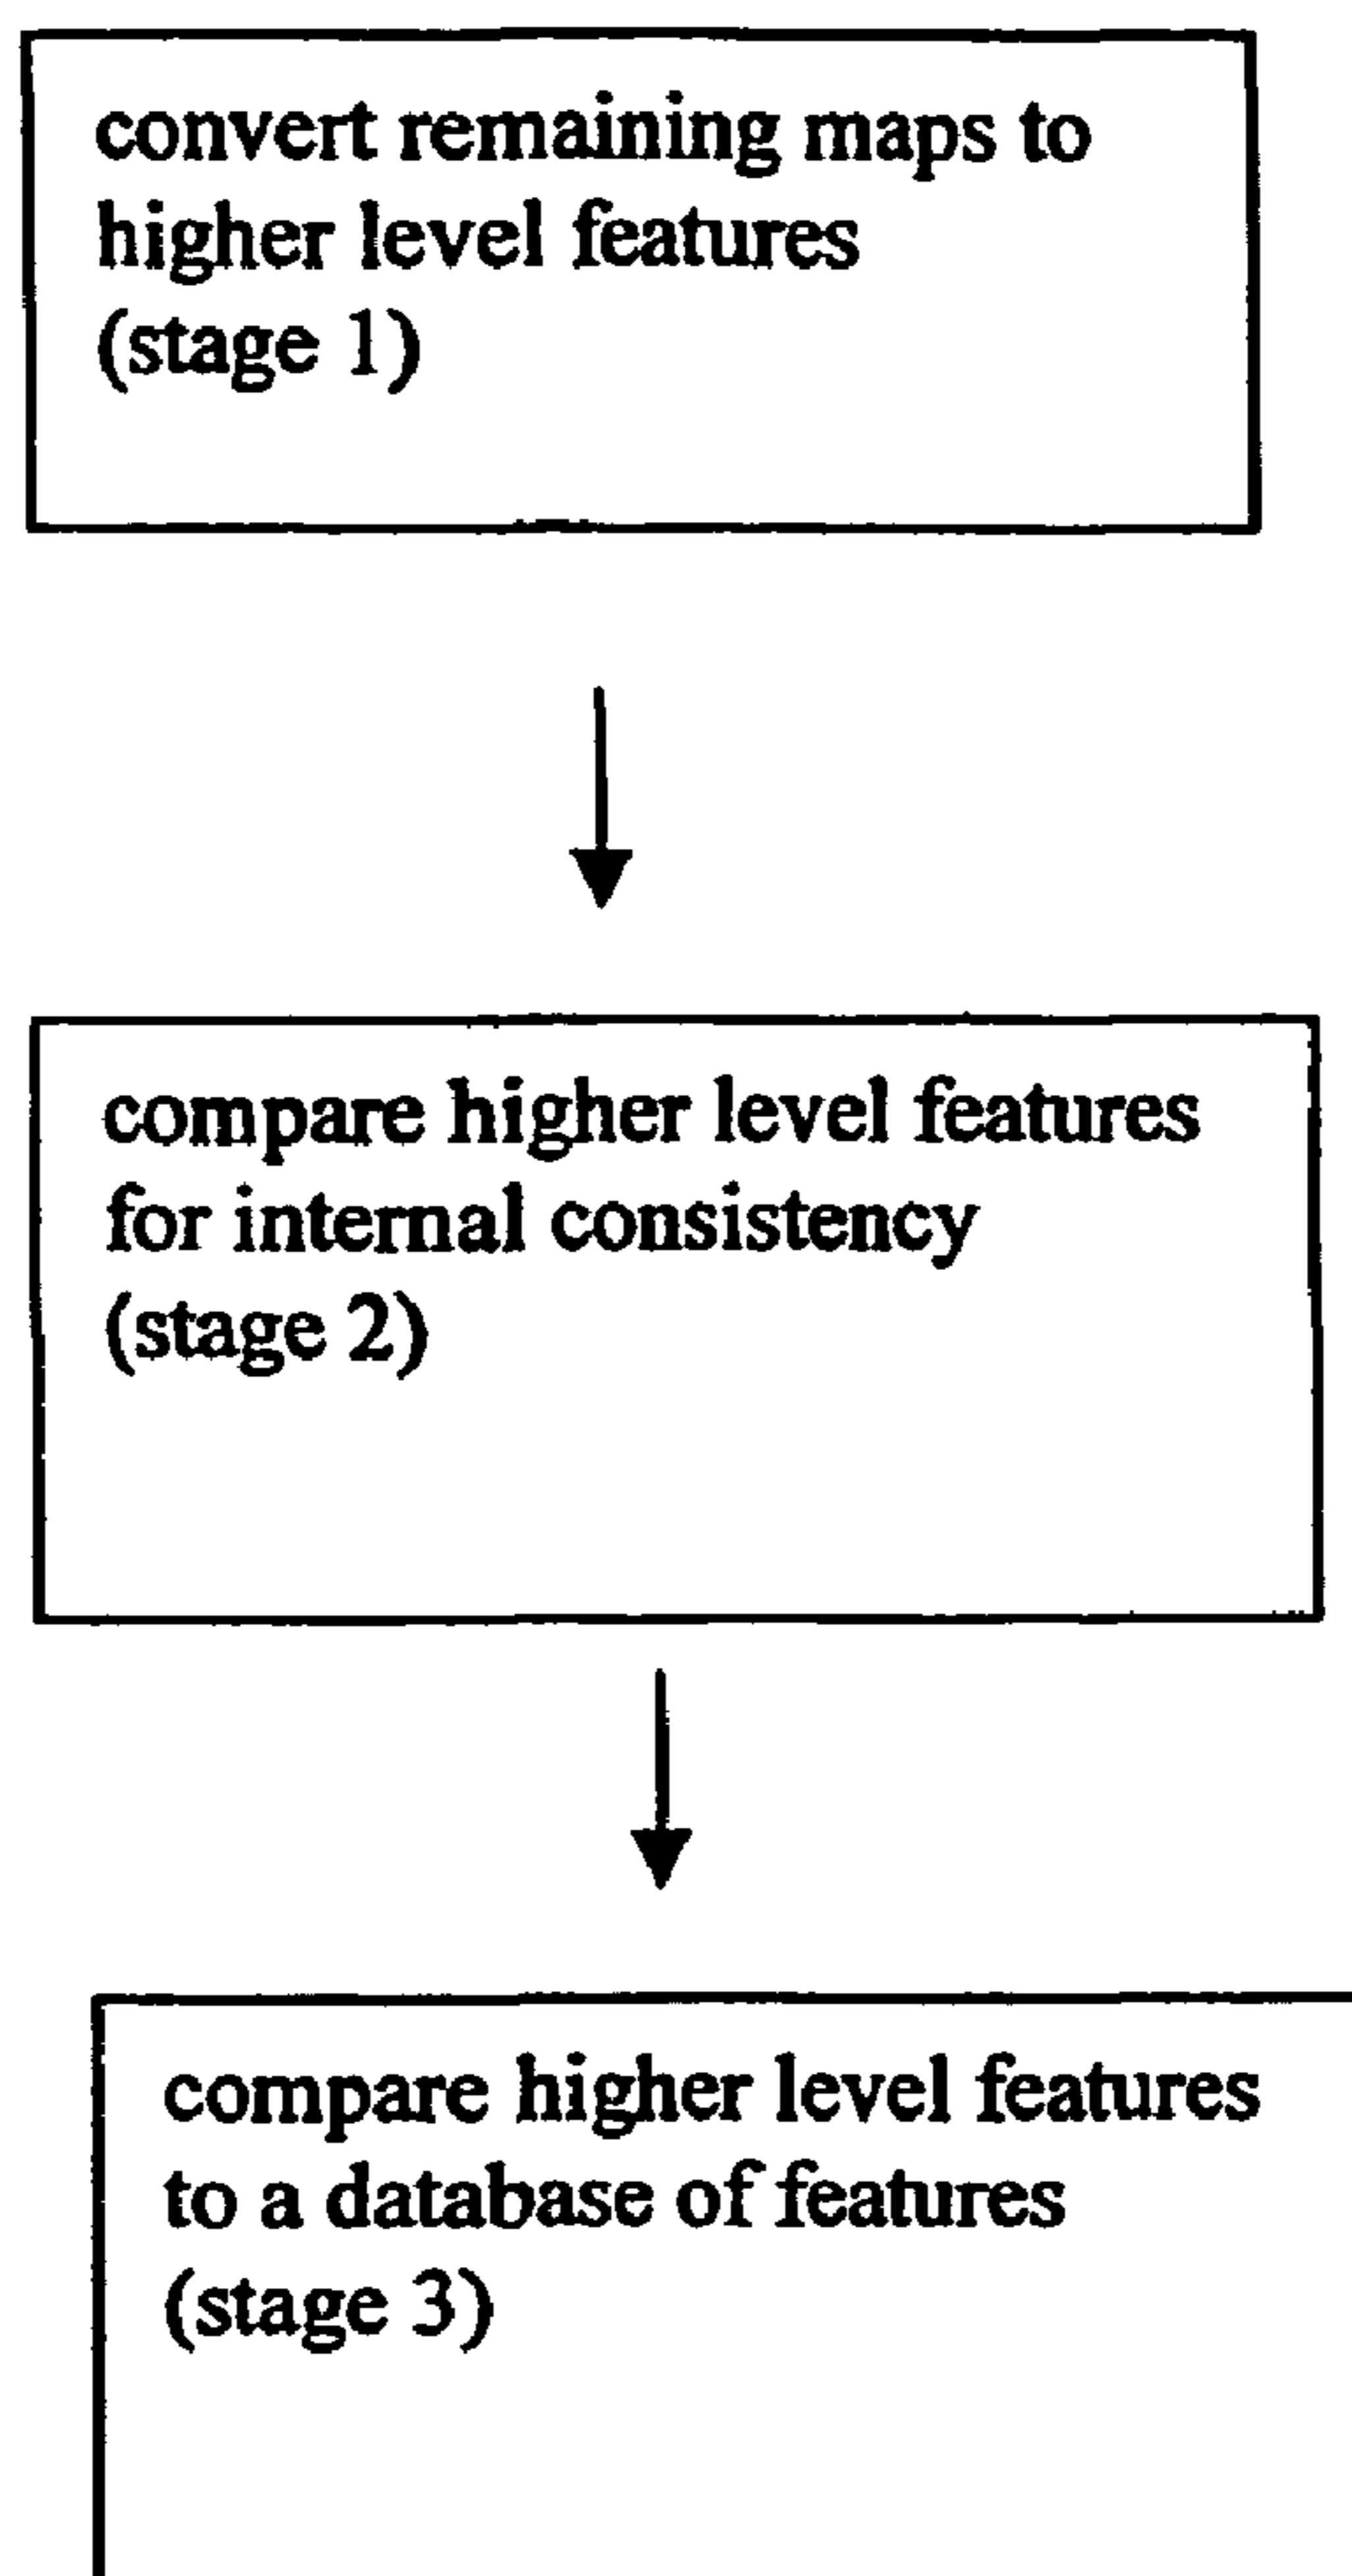 convert remaining maps to
higher level features
(stage 1)
compare higher level features
for internal consistency
(stage 2)
compare higher level features
to a database of features
(stage 3)